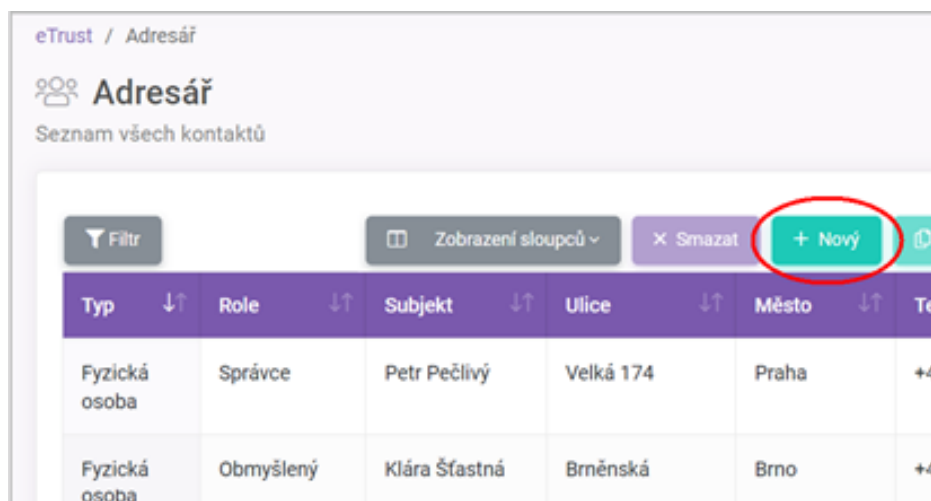 eTrust / Adresář
Adresář
Seznam všech kontaktů
Filtr Zobrazení sloupců Smazat + Nový
Typ Role Subjekt Ulice Město
Fyzická osoba Správce Petr Pečlivý Velká 174 Praha
Fyzická osoba Obmyšlený Klára Šťastná Brněnská Brno